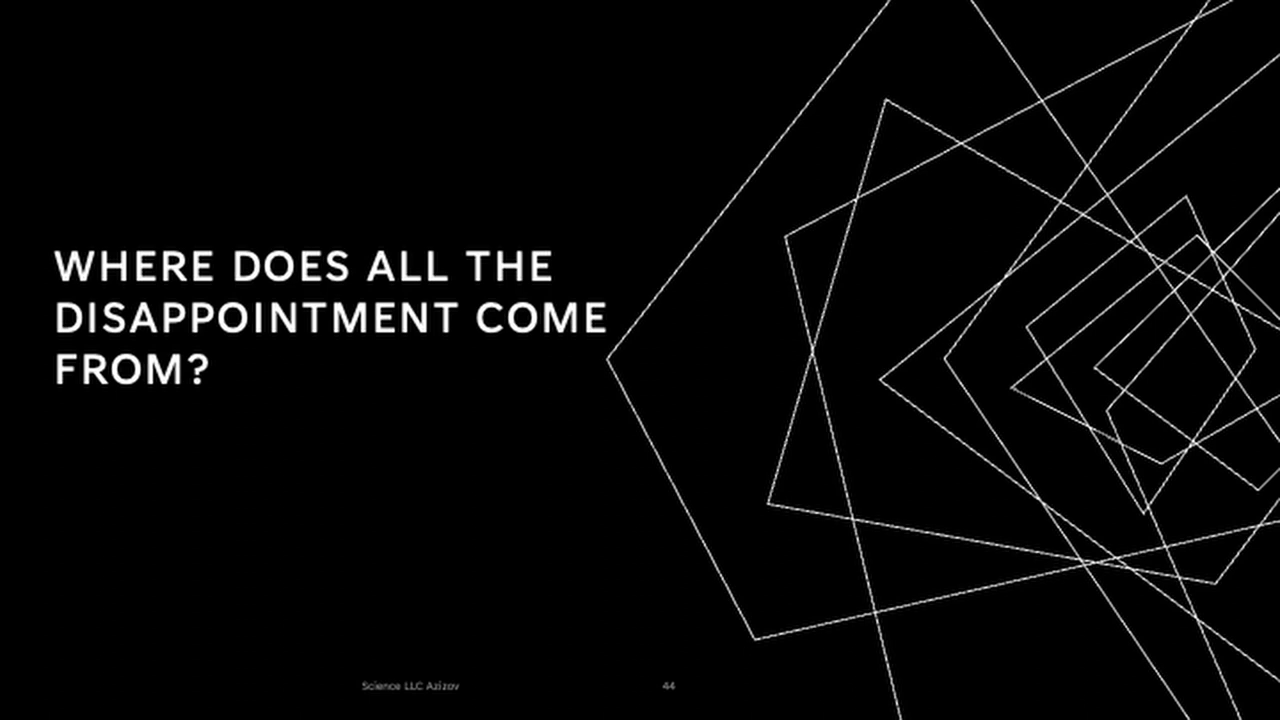 WHERE DOES ALL THE
DISAPPOINTMENT COME
FROM?
Science LLC Azizov
44